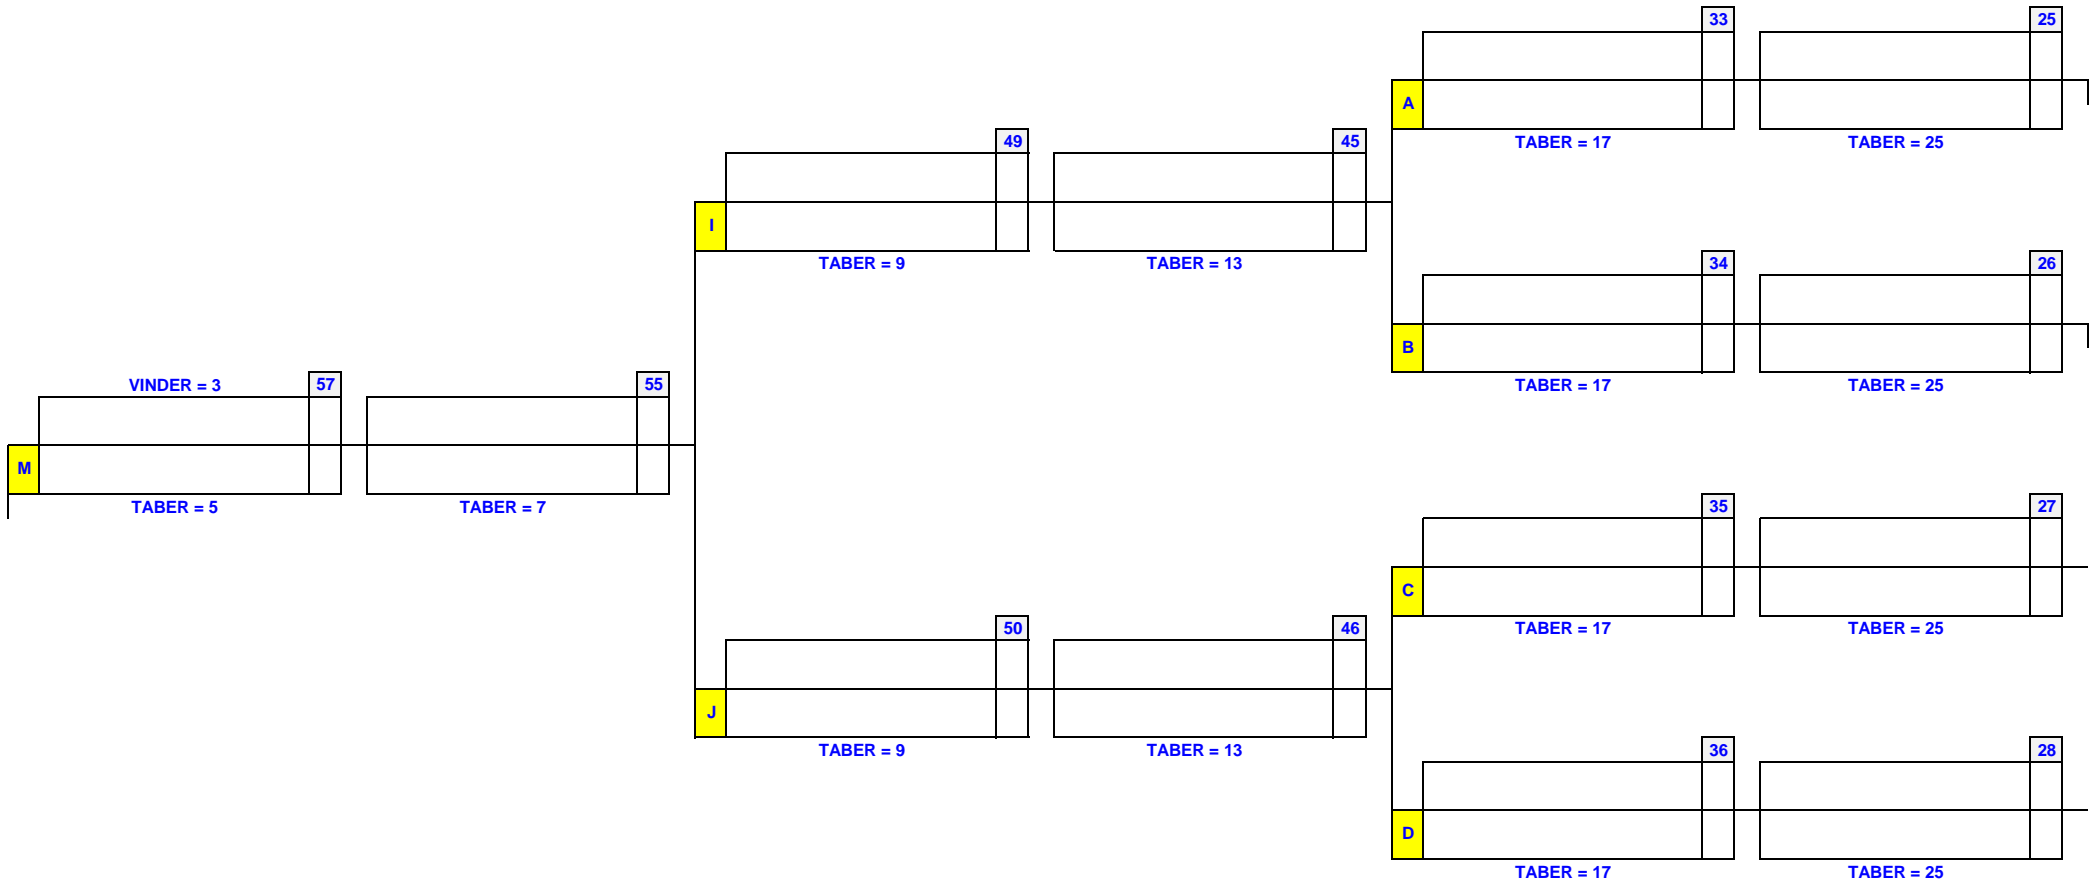 33 25
A
TABER = 17 TABER = 25
49 45
I
TABER = 9 TABER = 13
34 26
B
TABER = 17 TABER = 25
VINDER = 3 57 55
M
TABER = 5 TABER = 7
35 27
C
TABER = 17 TABER = 25
50 46
J
TABER = 9 TABER = 13
36 28
D
TABER = 17 TABER = 25